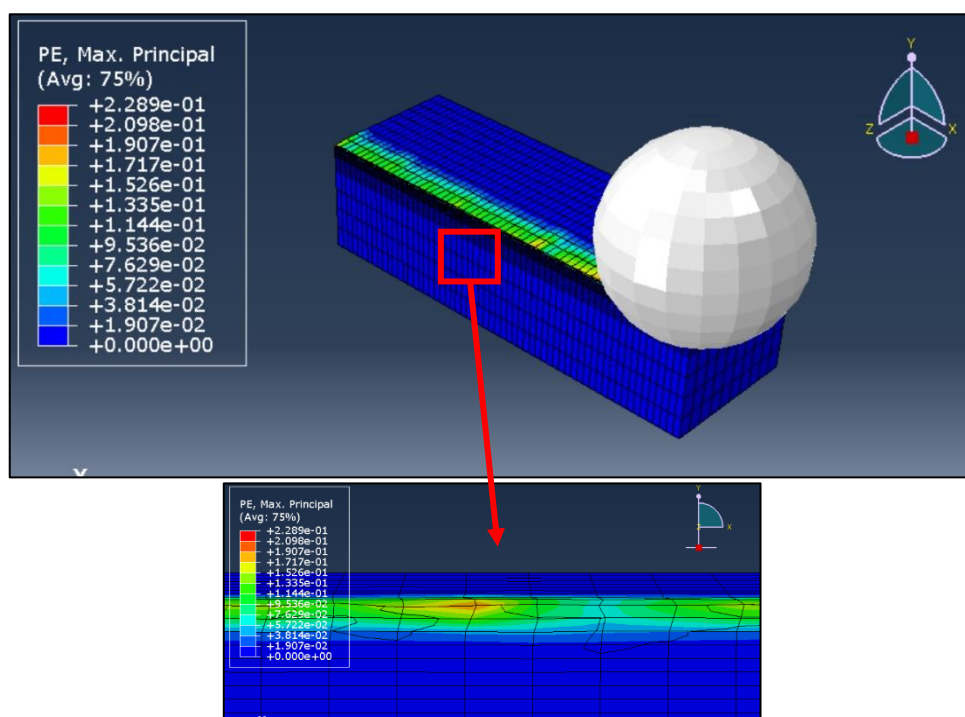 PE, Max. Principal
(Avg: 75%)
+2.289e-01
+2.098e-01
+1.907e-01
+1.717e-01
+1.526e-01
+1.335e-01
+1.144e-01
+9.536e-02
+7.629e-02
+5.722e-02
+3.814e-02
+1.907e-02
+0.000e+00
Y
Z
X
PE, Max. Principal
(Avg: 75%)
+2.289e-01
+2.098e-01
+1.907e-01
+1.717e-01
+1.526e-01
+1.335e-01
+1.144e-01
+9.536e-02
+7.629e-02
+5.722e-02
+3.814e-02
+1.907e-02
+0.000e+00
Y
X